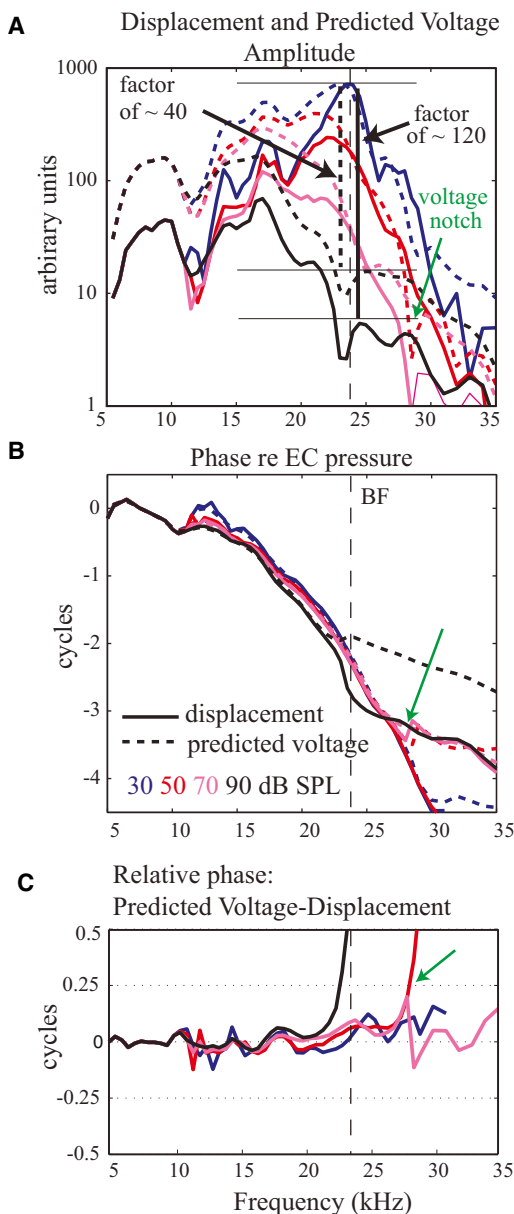 A
Displacement and Predicted Voltage
Amplitude
1000
100
10
1
arbirary units
factor
of ~ 40
factor
of ~ 120
voltage
notch
5 10 15 20 25 30 35
B
Phase re EC pressure
BF
0
-1
-2
-3
-4
cycles
displacement
predicted voltage
30 50 70 90 dB SPL
5 10 15 20 25 30 35
C
Relative phase:
Predicted Voltage-Displacement
0.5
0.25
0
-0.25
-0.5
cycles
5 10 15 20 25 30 35
Frequency (kHz)